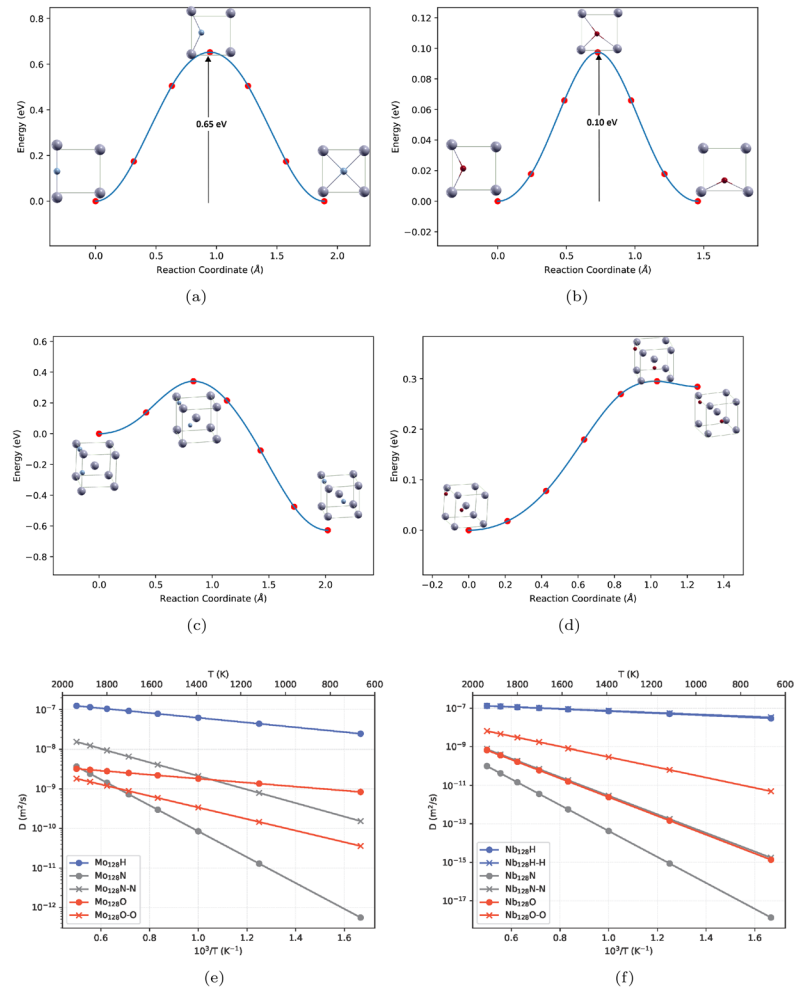 0.8
0.6
0.4
0.2
0.0
Energy (eV)
0.65 eV
0.0 0.5 1.0 1.5 2.0
Reaction Coordinate (Å)
(a)
0.12
0.10
0.08
0.06
0.04
0.02
0.00
−0.02
Energy (eV)
0.10 eV
0.0 0.5 1.0 1.5
Reaction Coordinate (Å)
(b)
0.6
0.4
0.2
0.0
−0.2
−0.4
−0.6
−0.8
Energy (eV)
0.0 0.5 1.0 1.5 2.0
Reaction Coordinate (Å)
(c)
0.3
0.2
0.1
0.0
Energy (eV)
−0.2 0.0 0.2 0.4 0.6 0.8 1.0 1.2 1.4
Reaction Coordinate (Å)
(d)
T (K)
2000 1800 1600 1400 1200 1000 800 600
10⁻⁷
10⁻⁸
10⁻⁹
10⁻¹⁰
10⁻¹¹
10⁻¹²
D (m²/s)
Mo₁₂₈H
Mo₁₂₈N
Mo₁₂₈N-N
Mo₁₂₈O
Mo₁₂₈O-O
0.6 0.8 1.0 1.2 1.4 1.6
10³/T (K⁻¹)
(e)
T (K)
2000 1800 1600 1400 1200 1000 800 600
10⁻⁷
10⁻⁹
10⁻¹¹
10⁻¹³
10⁻¹⁵
10⁻¹⁷
D (m²/s)
Nb₁₂₈H
Nb₁₂₈H-H
Nb₁₂₈N
Nb₁₂₈N-N
Nb₁₂₈O
Nb₁₂₈O-O
0.6 0.8 1.0 1.2 1.4 1.6
10³/T (K⁻¹)
(f)